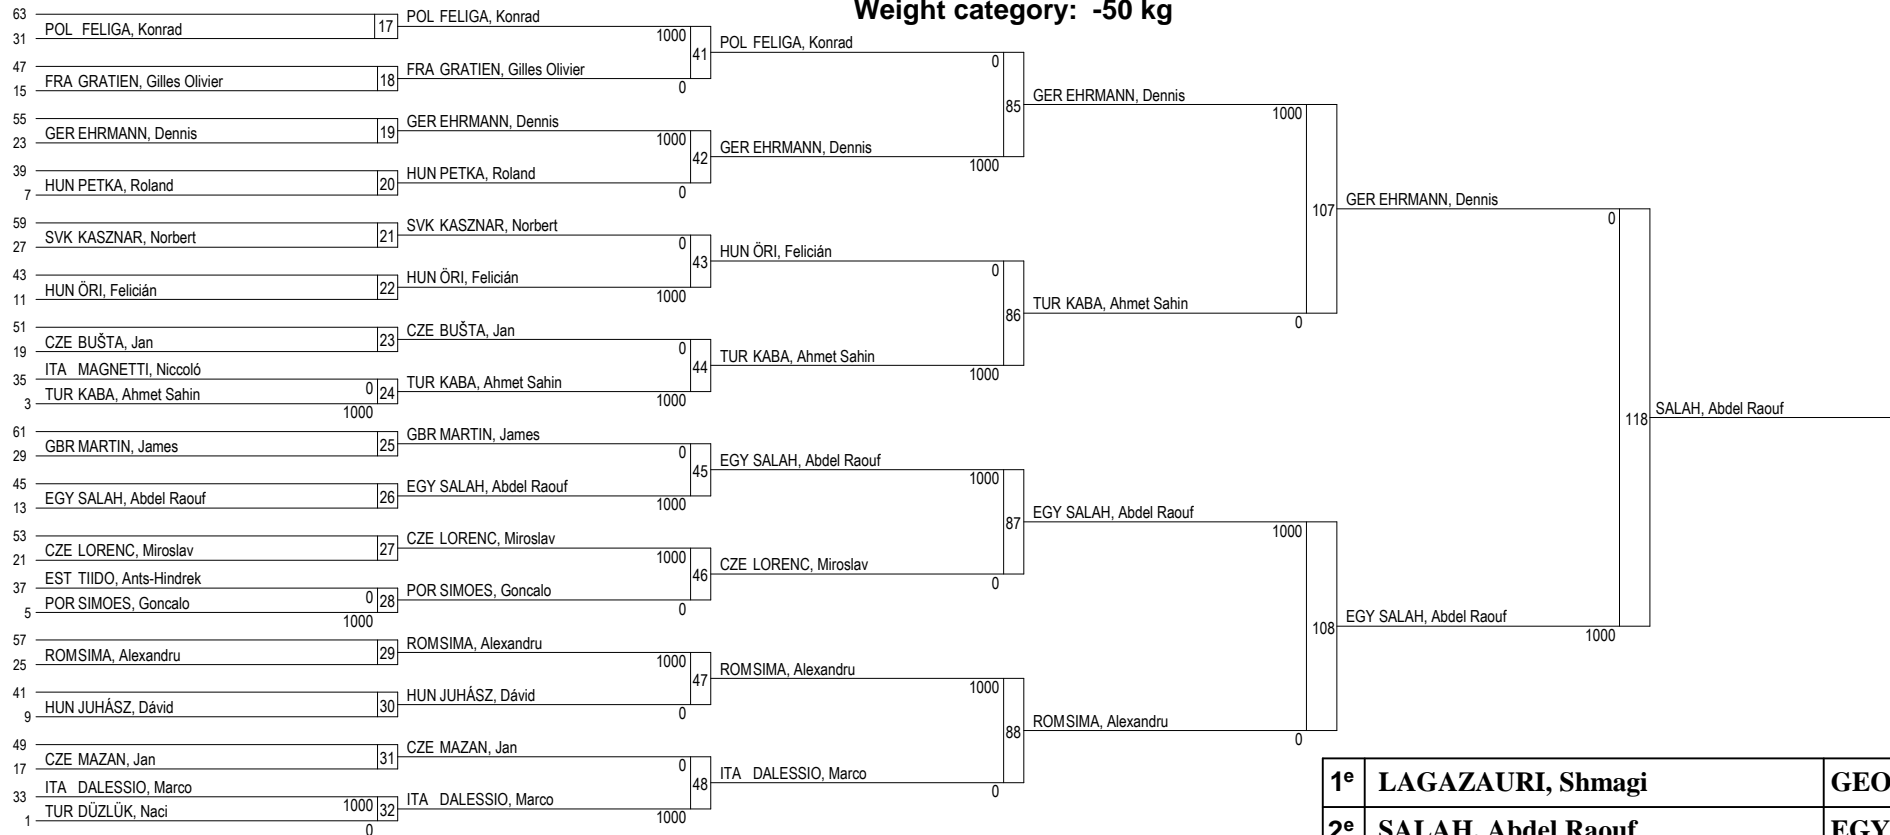 Weight category: -50 kg
63
31
POL FELIGA, Konrad
17
47
15
FRA GRATIEN, Gilles Olivier
18
55
23
GER EHRMANN, Dennis
19
39
7
HUN PETKA, Roland
20
59
27
SVK KASZNAR, Norbert
21
43
11
HUN ÖRI, Felicián
22
51
19
CZE BUŠTA, Jan
23
ITA MAGNETTI, Niccoló
35
0
TUR KABA, Ahmet Sahin
24
3
1000
61
29
GBR MARTIN, James
25
45
13
EGY SALAH, Abdel Raouf
26
53
21
CZE LORENC, Miroslav
27
EST TIIDO, Ants-Hindrek
37
0
POR SIMOES, Goncalo
28
5
1000
57
25
ROMSIMA, Alexandru
29
41
9
HUN JUHÁSZ, Dávid
30
49
17
CZE MAZAN, Jan
31
ITA DALESSIO, Marco
33
1000
TUR DÜZLÜK, Naci
32
1
0
POL FELIGA, Konrad
1000
41
FRA GRATIEN, Gilles Olivier
0
GER EHRMANN, Dennis
1000
42
HUN PETKA, Roland
0
SVK KASZNAR, Norbert
0
43
HUN ÖRI, Felicián
1000
CZE BUŠTA, Jan
0
44
TUR KABA, Ahmet Sahin
1000
GBR MARTIN, James
0
45
EGY SALAH, Abdel Raouf
1000
CZE LORENC, Miroslav
1000
46
POR SIMOES, Goncalo
0
ROMSIMA, Alexandru
1000
47
HUN JUHÁSZ, Dávid
0
CZE MAZAN, Jan
0
48
ITA DALESSIO, Marco
1000
POL FELIGA, Konrad
0
85
GER EHRMANN, Dennis
1000
HUN ÖRI, Felicián
0
86
TUR KABA, Ahmet Sahin
1000
EGY SALAH, Abdel Raouf
1000
87
CZE LORENC, Miroslav
0
ROMSIMA, Alexandru
1000
88
ITA DALESSIO, Marco
0
GER EHRMANN, Dennis
1000
107
TUR KABA, Ahmet Sahin
0
EGY SALAH, Abdel Raouf
1000
108
ROMSIMA, Alexandru
0
GER EHRMANN, Dennis
0
118
EGY SALAH, Abdel Raouf
1000
SALAH, Abdel Raouf
1e LAGAZAURI, Shmagi GEO
2e SALAH, Abdel Raouf EGY